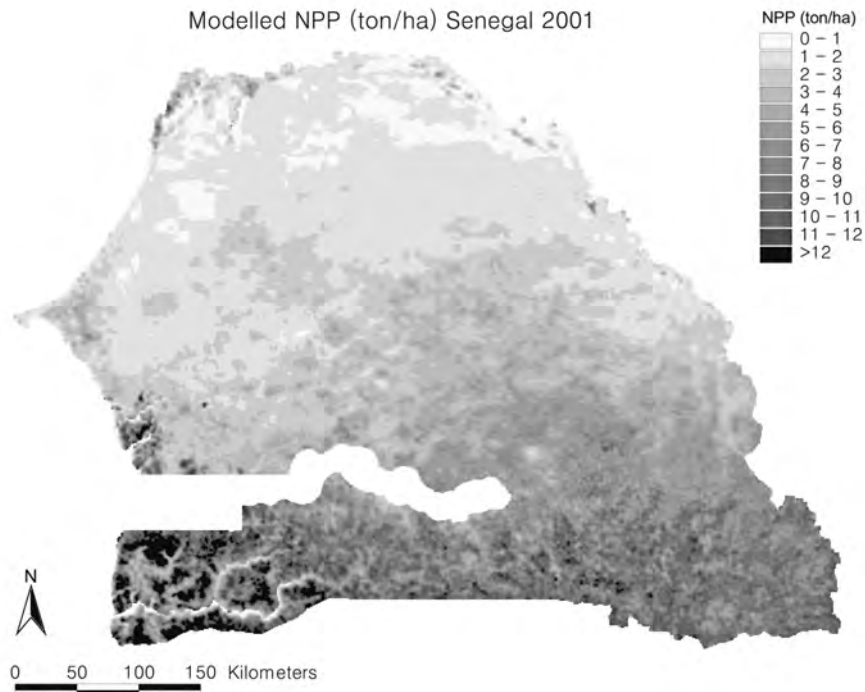 Modelled NPP (ton/ha) Senegal 2001
NPP (ton/ha)
0 – 1
1 – 2
2 – 3
3 – 4
4 – 5
5 – 6
6 – 7
7 – 8
8 – 9
9 – 10
10 – 11
11 – 12
>12
N
0 50 100 150 Kilometers